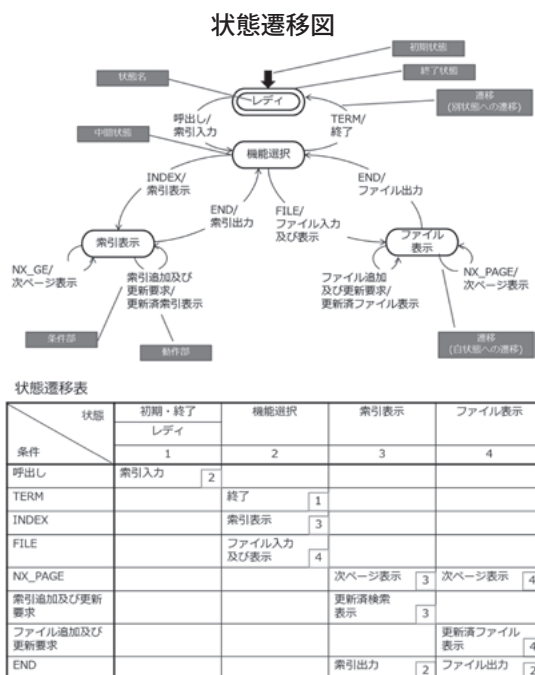 状態遷移図
初期状態
終了状態
状態名
レディ
遷移
(別状態への遷移)
呼出し/
索引入力
TERM/
終了
中間状態
機能選択
INDEX/
索引表示
END/
ファイル出力
END/
索引出力
FILE/
ファイル入力
及び表示
索引表示
ファイル
表示
NX_GE/
次ページ表示
索引追加及び
更新要求/
更新済索引表示
ファイル追加
及び更新要求/
更新済ファイル表示
NX_PAGE/
次ページ表示
条件部
動作部
遷移
(自状態への遷移)
状態遷移表
状態 初期・終了 機能選択 索引表示 ファイル表示
レディ
条件 1 2 3 4
呼出し 索引入力 2
TERM 終了 1
INDEX 索引表示 3
FILE ファイル入力
及び表示 4
NX_PAGE 次ページ表示 3 次ページ表示 4
索引追加及び更新
要求 更新済検索
表示 3
ファイル追加及び
更新要求 更新済ファイル
表示 4
END 索引出力 2 ファイル出力 2